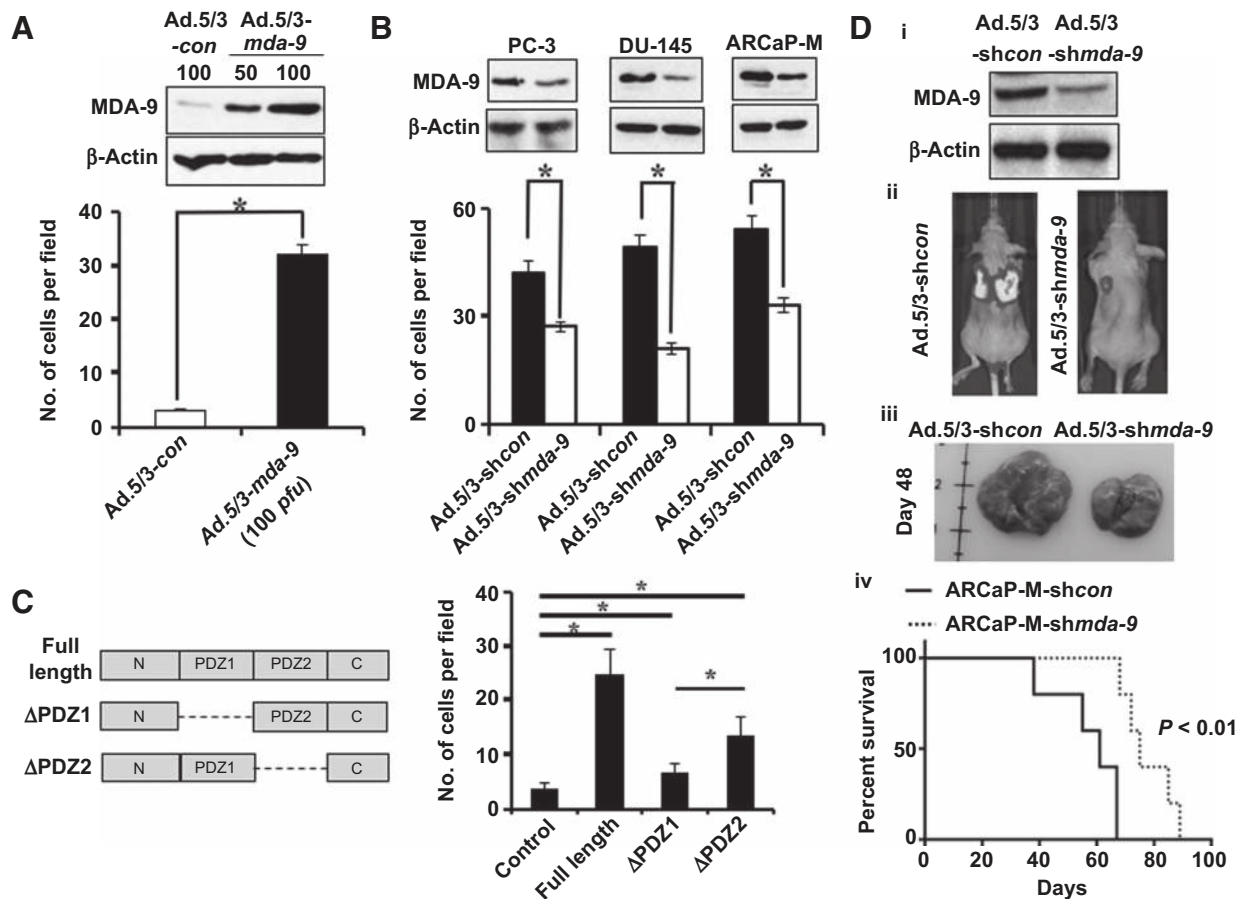 A
Ad.5/3 Ad.5/3-
-con mda-9
100 50 100
MDA-9
β-Actin
*
No. of cells per field
40
30
20
10
0
Ad.5/3-con
Ad.5/3-mda-9
(100 pfu)
B
PC-3 DU-145 ARCaP-M
MDA-9
β-Actin
* * *
No. of cells per field
60
30
0
Ad.5/3-shcon
Ad.5/3-shmda-9
Ad.5/3-shcon
Ad.5/3-shmda-9
Ad.5/3-shcon
Ad.5/3-shmda-9
C
Full
length
N PDZ1 PDZ2 C
ΔPDZ1
N PDZ2 C
ΔPDZ2
N PDZ1 C
No. of cells per field
40
30
20
10
0
*
*
*
*
Control
Full length
ΔPDZ1
ΔPDZ2
D
i
Ad.5/3 Ad.5/3
-shcon -shmda-9
MDA-9
β-Actin
ii
Ad.5/3-shcon
Ad.5/3-shmda-9
iii
Ad.5/3-shcon Ad.5/3-shmda-9
Day 48
2
1
iv
ARCaP-M-shcon
ARCaP-M-shmda-9
Percent survival
100
50
0
P < 0.01
0 20 40 60 80 100
Days